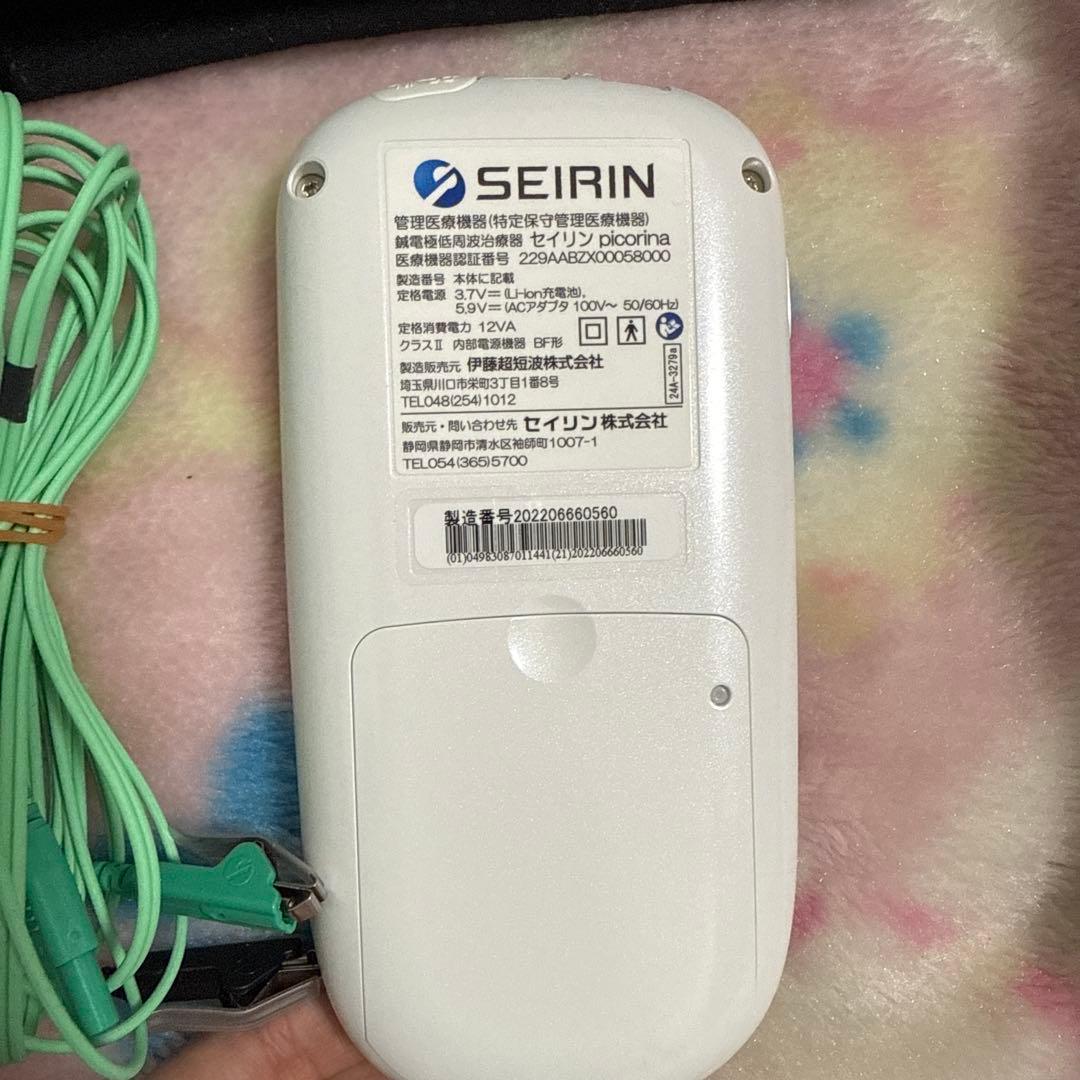 SEIRIN
管理医療機器(特定保守管理医療機器)
鍼電極低周波治療器 セイリン picorina
医療機器認証番号 229AABZX00058000
製造番号 本体に記載
定格電源 3.7V⎓(Li-ion充電池),
5.9V⎓(ACアダプタ 100V～ 50/60Hz)
定格消費電力 12VA
クラスⅡ 内部電源機器 BF形
24A-3279a
製造販売元 伊藤超短波株式会社
埼玉県川口市栄町3丁目1番8号
TEL048(254)1012
販売元・問い合わせ先 セイリン株式会社
静岡県静岡市清水区袖師町1007-1
TEL054(365)5700
製造番号202206660560
(01)04983087011441(21)202206660560